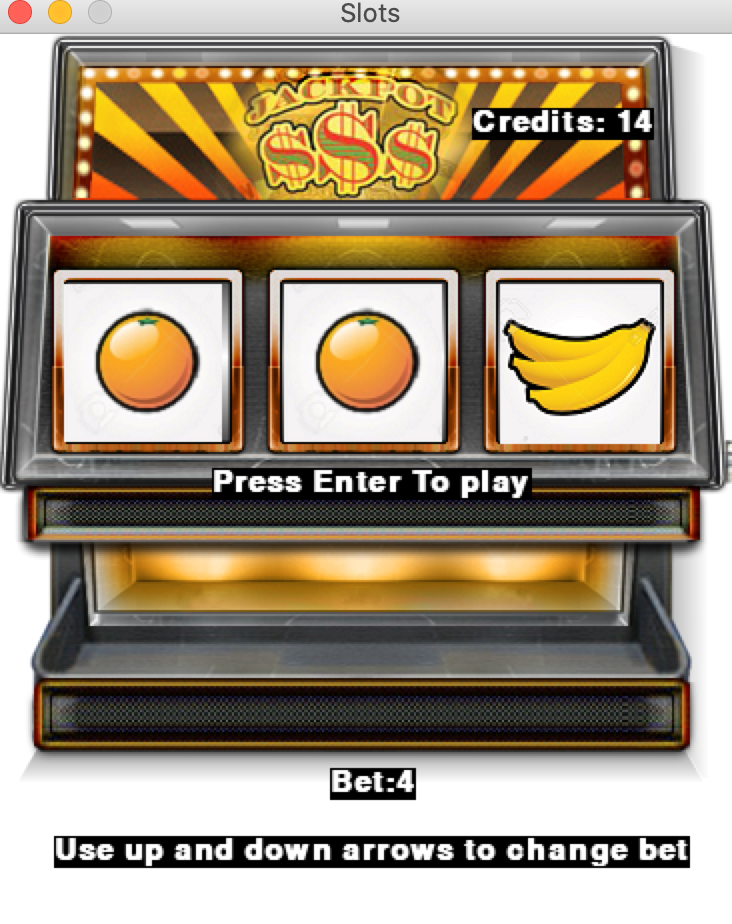 Slots
JACKPOT
$$$
Credits: 14
Press Enter To play
Bet:4
Use up and down arrows to change bet